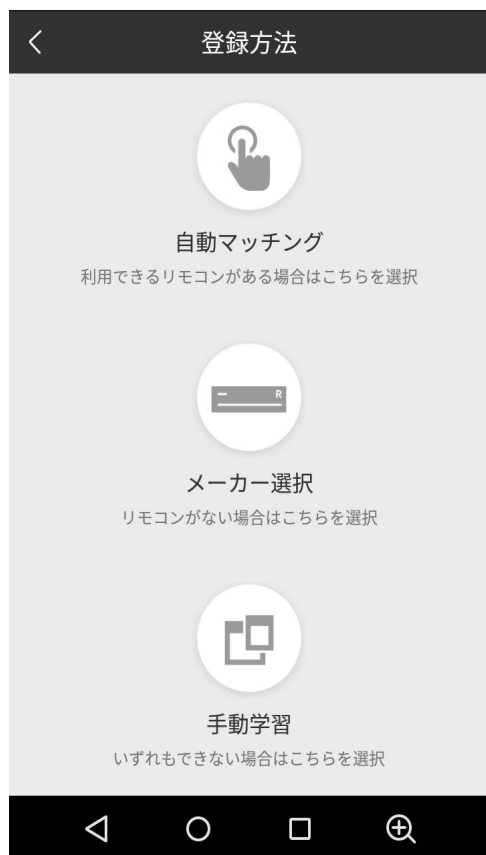 登録方法
自動マッチング
利用できるリモコンがある場合はこちらを選択
R
メーカー選択
リモコンがない場合はこちらを選択
手動学習
いずれもできない場合はこちらを選択